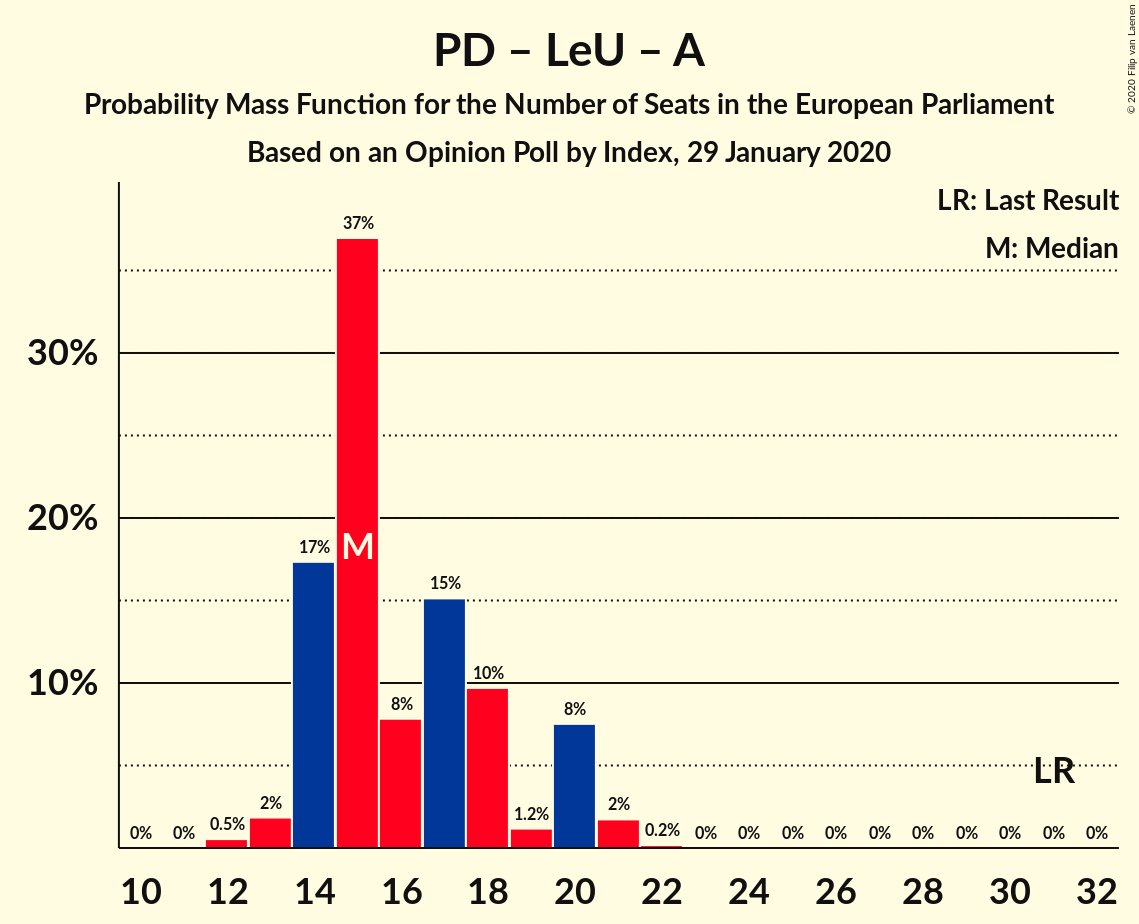 © 2020 Filip van Laenen
PD – LeU – A
Probability Mass Function for the Number of Seats in the European Parliament
Based on an Opinion Poll by Index, 29 January 2020
LR: Last Result
M: Median
37%
30%
20%
17%
M
15%
10%
10%
8%
8%
LR
2%
2%
1.2%
0% 0% 0.5% 0.2% 0% 0% 0% 0% 0% 0% 0% 0% 0% 0%
10 12 14 16 18 20 22 24 26 28 30 32